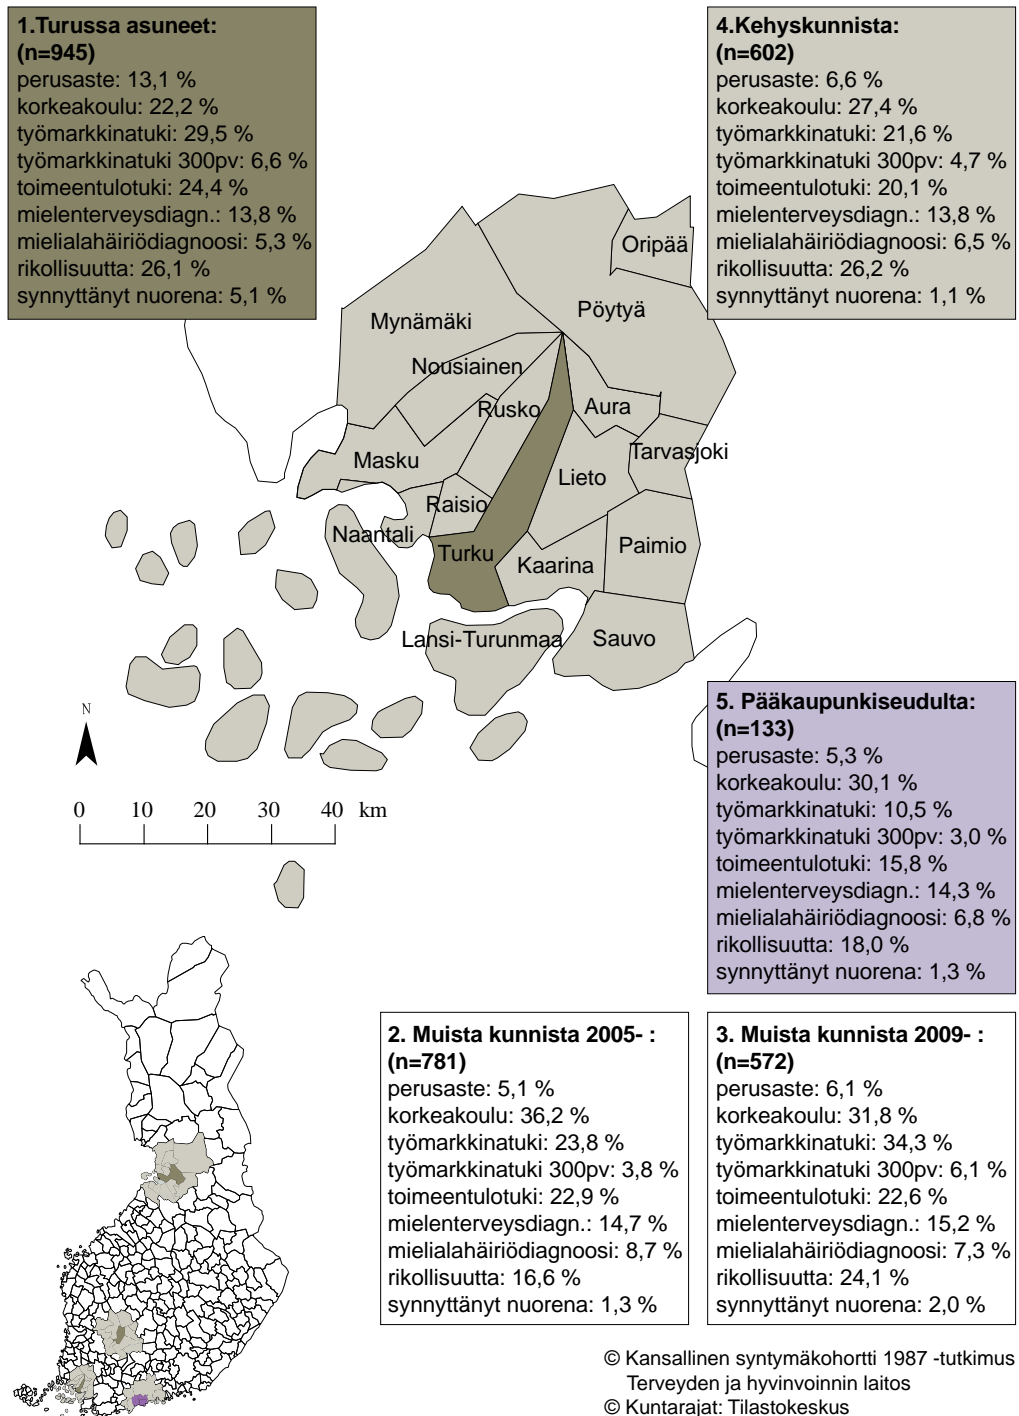 1.Turussa asuneet:
(n=945)
perusaste: 13,1 %
korkeakoulu: 22,2 %
työmarkkinatuki: 29,5 %
työmarkkinatuki 300pv: 6,6 %
toimeentulotuki: 24,4 %
mielenterveysdiagn.: 13,8 %
mielialahäiriödiagnoosi: 5,3 %
rikollisuutta: 26,1 %
synnyttänyt nuorena: 5,1 %
4.Kehyskunnista:
(n=602)
perusaste: 6,6 %
korkeakoulu: 27,4 %
työmarkkinatuki: 21,6 %
työmarkkinatuki 300pv: 4,7 %
toimeentulotuki: 20,1 %
mielenterveysdiagn.: 13,8 %
mielialahäiriödiagnoosi: 6,5 %
rikollisuutta: 26,2 %
synnyttänyt nuorena: 1,1 %
Oripää
Pöytyä
Mynämäki
Nousiainen
Rusko
Aura
Tarvasjoki
Masku
Lieto
Raisio
Naantali
Turku
Paimio
Kaarina
Lansi-Turunmaa
Sauvo
N
0 10 20 30 40 km
5. Pääkaupunkiseudulta:
(n=133)
perusaste: 5,3 %
korkeakoulu: 30,1 %
työmarkkinatuki: 10,5 %
työmarkkinatuki 300pv: 3,0 %
toimeentulotuki: 15,8 %
mielenterveysdiagn.: 14,3 %
mielialahäiriödiagnoosi: 6,8 %
rikollisuutta: 18,0 %
synnyttänyt nuorena: 1,3 %
2. Muista kunnista 2005- :
(n=781)
perusaste: 5,1 %
korkeakoulu: 36,2 %
työmarkkinatuki: 23,8 %
työmarkkinatuki 300pv: 3,8 %
toimeentulotuki: 22,9 %
mielenterveysdiagn.: 14,7 %
mielialahäiriödiagnoosi: 8,7 %
rikollisuutta: 16,6 %
synnyttänyt nuorena: 1,3 %
3. Muista kunnista 2009- :
(n=572)
perusaste: 6,1 %
korkeakoulu: 31,8 %
työmarkkinatuki: 34,3 %
työmarkkinatuki 300pv: 6,1 %
toimeentulotuki: 22,6 %
mielenterveysdiagn.: 15,2 %
mielialahäiriödiagnoosi: 7,3 %
rikollisuutta: 24,1 %
synnyttänyt nuorena: 2,0 %
© Kansallinen syntymäkohortti 1987 -tutkimus
Terveyden ja hyvinvoinnin laitos
© Kuntarajat: Tilastokeskus